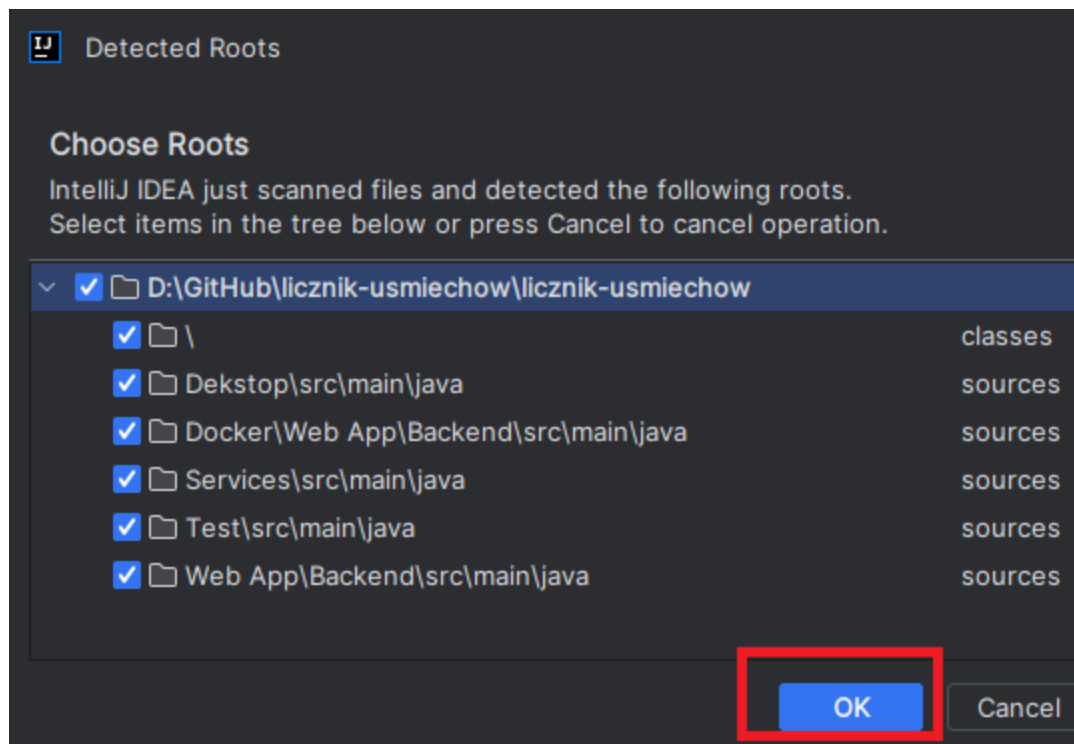 IJ Detected Roots
Choose Roots
IntelliJ IDEA just scanned files and detected the following roots.
Select items in the tree below or press Cancel to cancel operation.
D:\GitHub\licznik-usmiechow\licznik-usmiechow
\ classes
Dekstop\src\main\java sources
Docker\Web App\Backend\src\main\java sources
Services\src\main\java sources
Test\src\main\java sources
Web App\Backend\src\main\java sources
OK Cancel